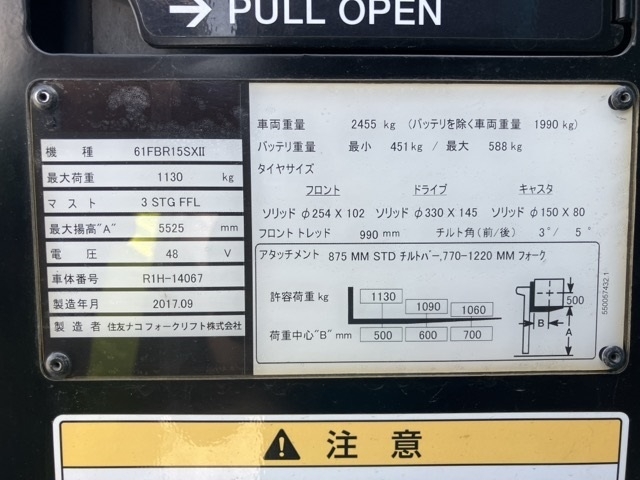 → PULL OPEN
機 種 61FBR15SXII
最大荷重 1130 kg
マスト 3 STG FFL
最大揚高"A" 5525 mm
電 圧 48 V
車体番号 R1H-14067
製造年月 2017.09
製造者 住友ナコフォークリフト株式会社
車両重量 2455 kg (バッテリを除く車両重量 1990 kg)
バッテリ重量 最小 451kg / 最大 588kg
タイヤサイズ
フロント ドライブ キャスタ
ソリッド φ254 X 102 ソリッド φ330 X 145 ソリッド φ150 X 80
フロント トレッド 990 mm チルト角(前/後) 3°/ 5°
アタッチメント 875 MM STD チルトバー,770-1220 MM フォーク
許容荷重 kg 1130 1090 1060
荷重中心"B" mm 500 600 700
500
B
A
550057432.1
注 意